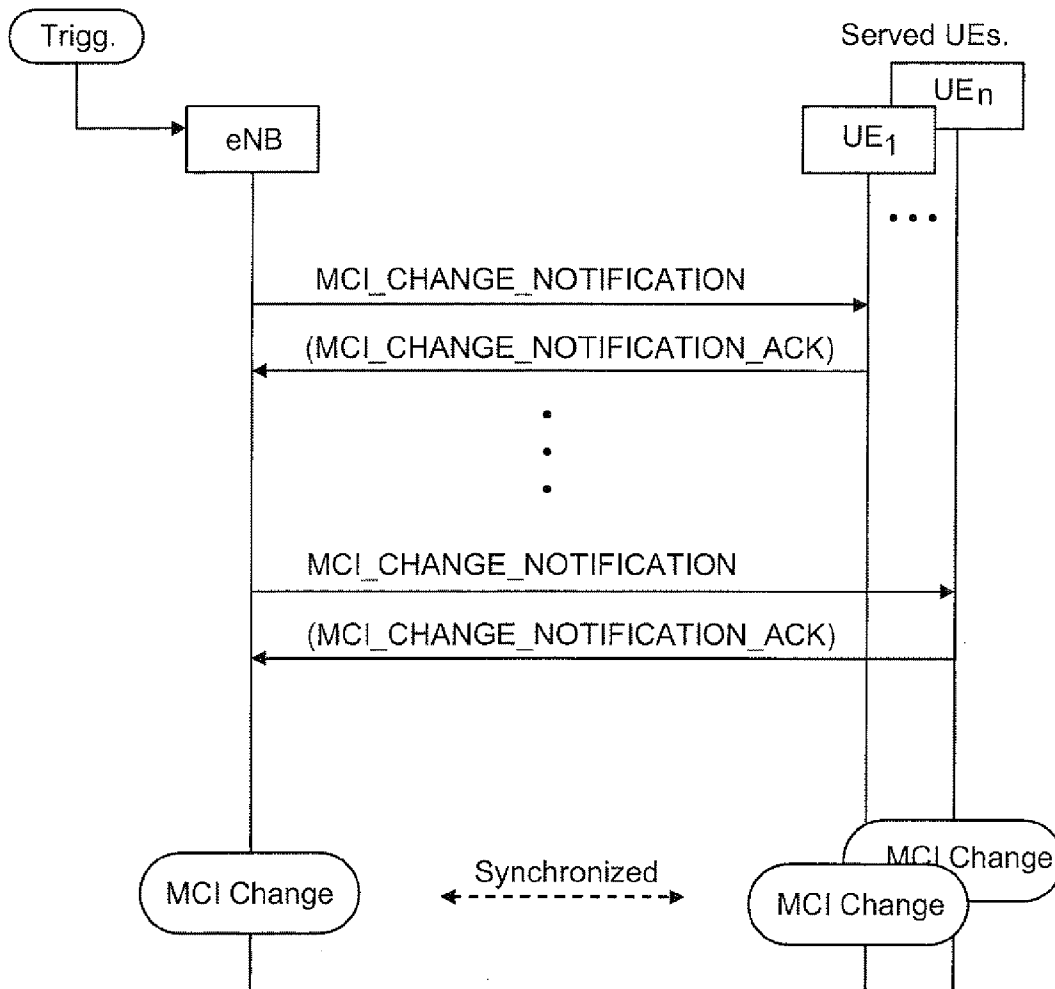 Trigg.
Served UEs.
UEn
eNB
UE1
MCI_CHANGE_NOTIFICATION
(MCI_CHANGE_NOTIFICATION_ACK)
MCI_CHANGE_NOTIFICATION
(MCI_CHANGE_NOTIFICATION_ACK)
MCI Change
Synchronized
MCI Change
MCI Change